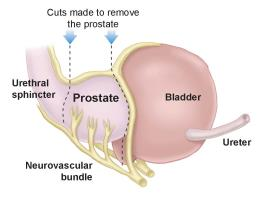 Cuts made to remove
the prostate
Urethral
sphincter
Prostate
Bladder
Ureter
Neurovascular
bundle